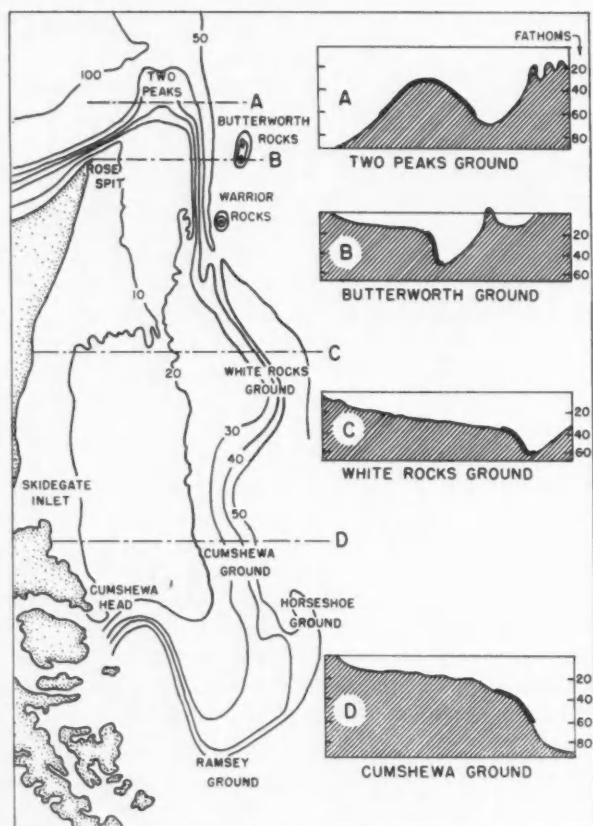 50
100
TWO
PEAKS
A
BUTTERWORTH
ROCKS
B
ROSE
SPIT
WARRIOR
ROCKS
10
C
20
WHITE ROCKS
GROUND
30
40
SKIDEGATE
INLET
50
D
CUMSHEWA
GROUND
CUMSHEWA
HEAD
HORSESHOE
GROUND
RAMSEY
GROUND
FATHOMS
A
20
40
60
80
TWO PEAKS GROUND
B
20
40
60
BUTTERWORTH GROUND
C
20
40
60
WHITE ROCKS GROUND
D
20
40
60
80
CUMSHEWA GROUND